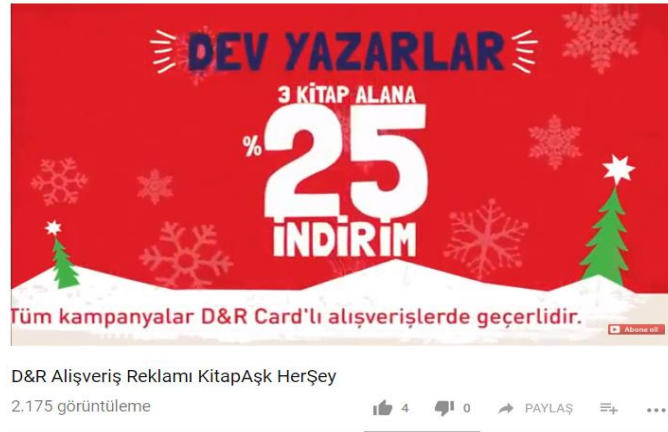 DEV YAZARLAR
3 KİTAP ALANA
%25
İNDİRİM
Tüm kampanyalar D&R Card'lı alışverişlerde geçerlidir.
Abone ol!
D&R Alişveriş Reklamı KitapAşk HerŞey
2.175 görüntüleme
4 0 PAYLAŞ